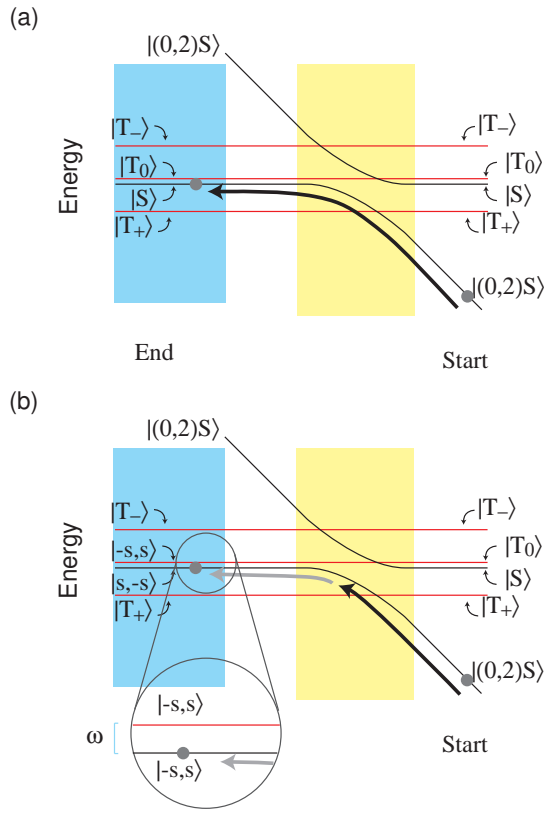 (a)
|(0,2)S⟩
|T₋⟩ |T₋⟩
|T₀⟩ |T₀⟩
|S⟩ |S⟩
|T₊⟩ |T₊⟩
Energy
|(0,2)S⟩
End Start
(b)
|(0,2)S⟩
|T₋⟩ |T₋⟩
|-s,s⟩ |T₀⟩
|s,-s⟩ |S⟩
|T₊⟩ |T₊⟩
Energy
|(0,2)S⟩
|-s,s⟩
ω
|-s,s⟩
Start